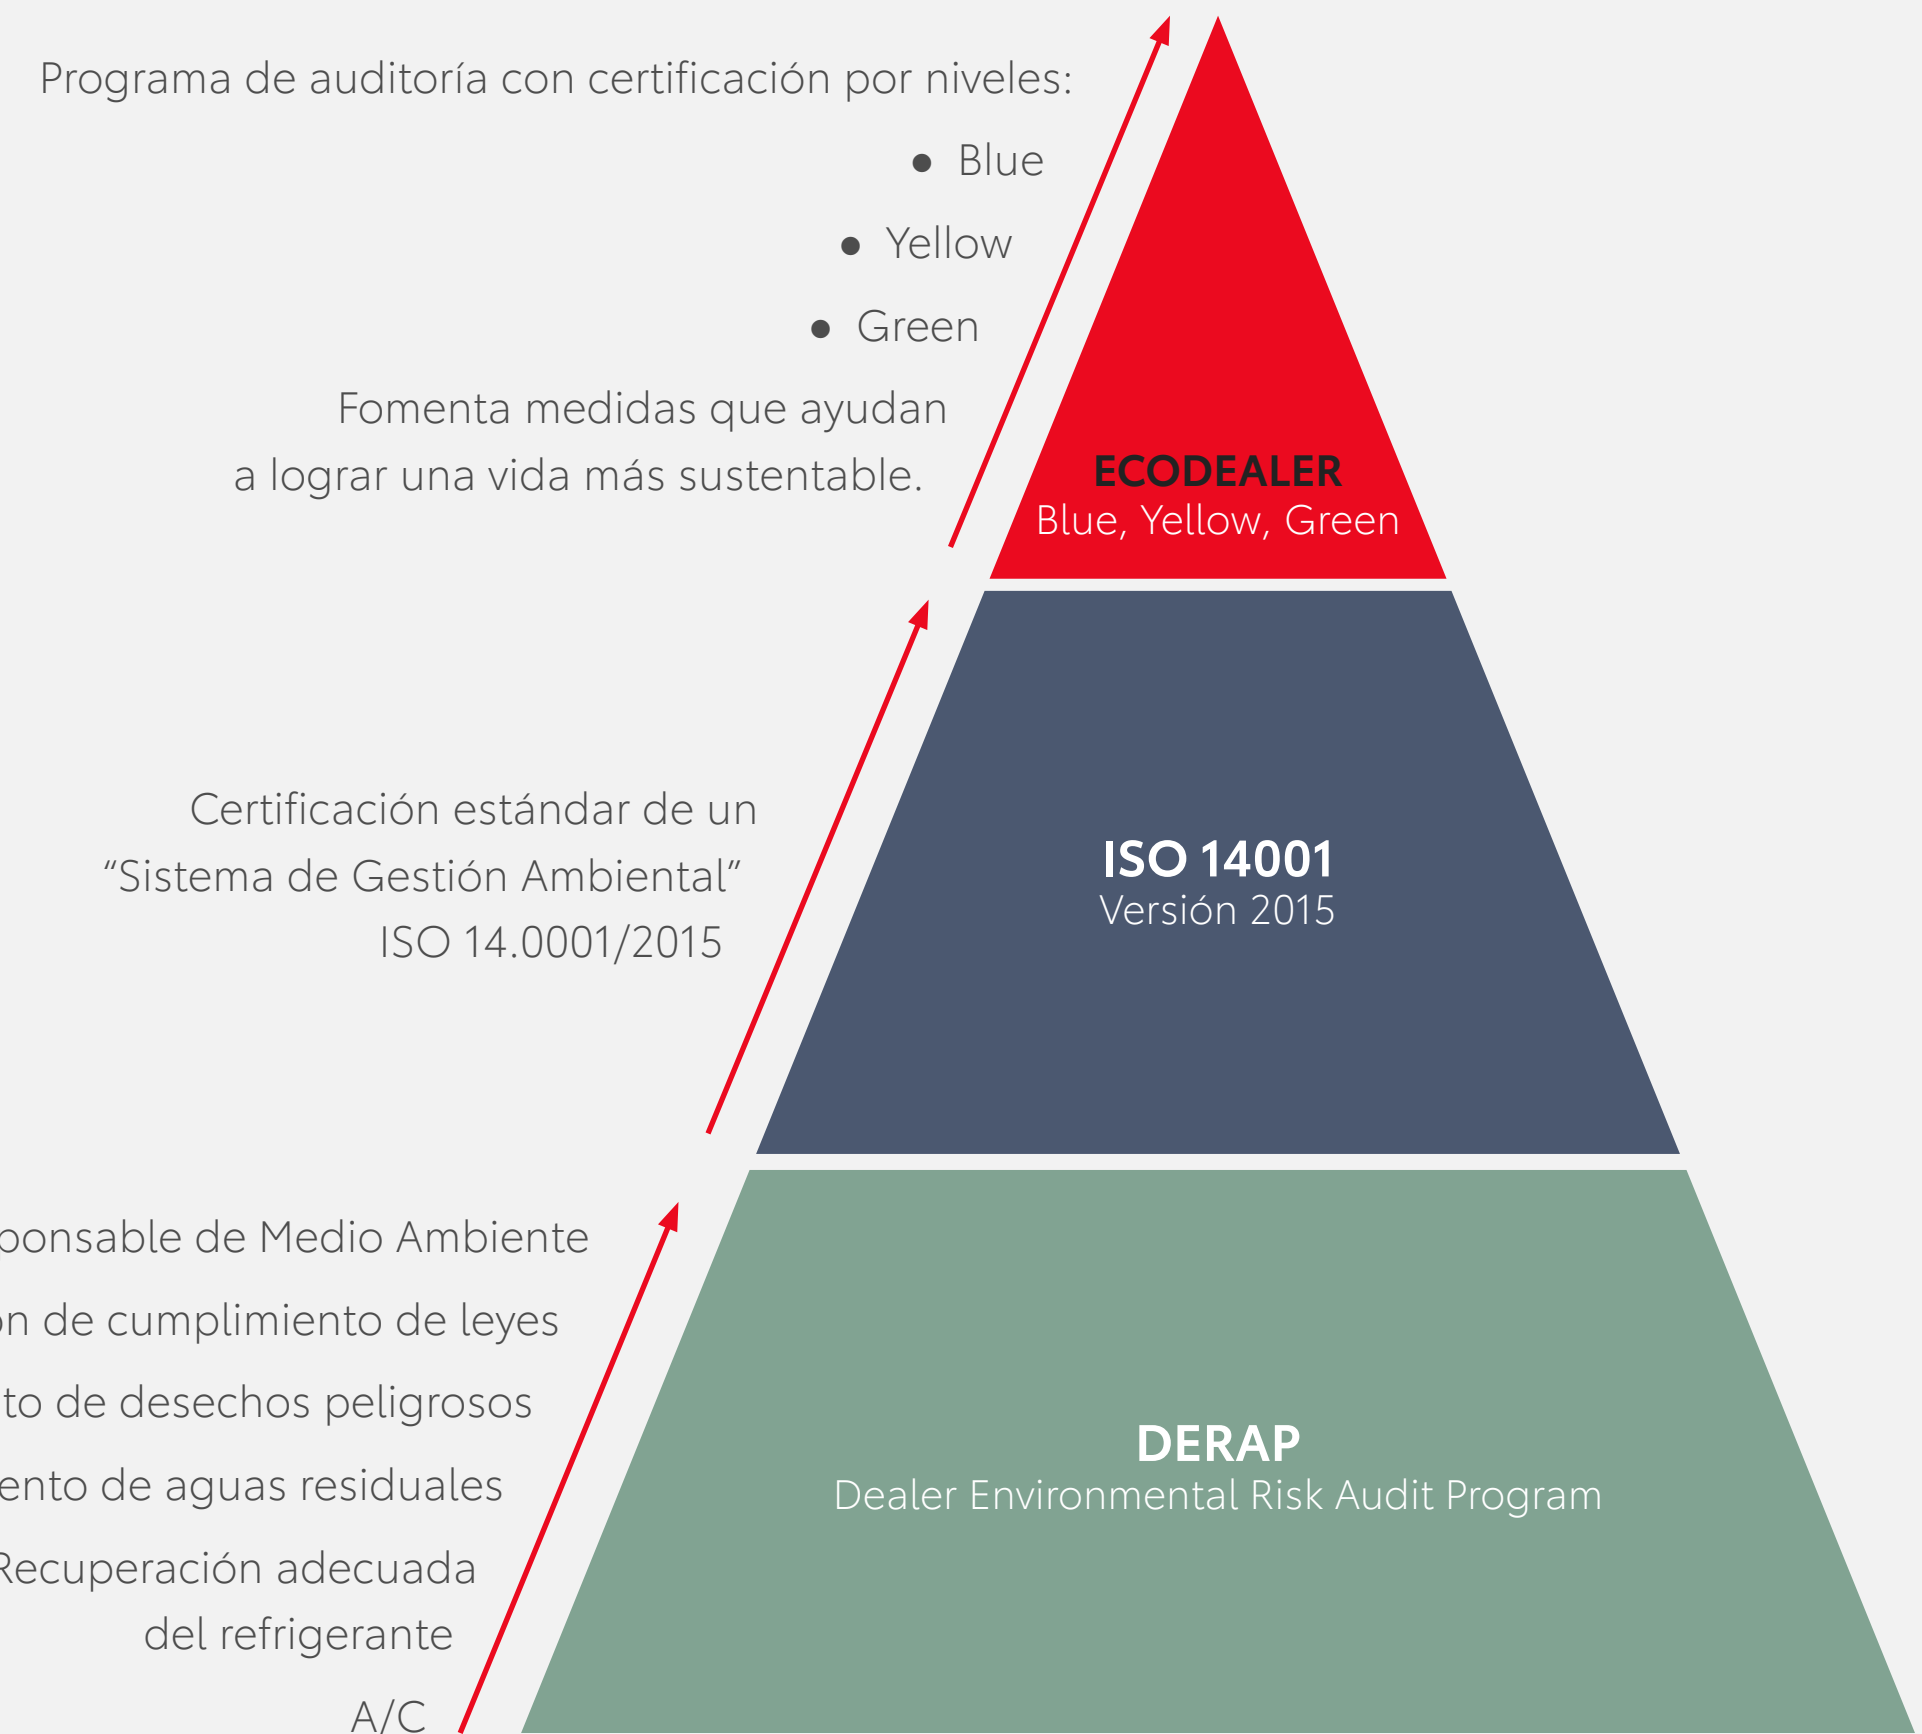 Programa de auditoría con certificación por niveles:
• Blue
• Yellow
• Green
Fomenta medidas que ayudan
a lograr una vida más sustentable.
ECODEALER
Blue, Yellow, Green
Certificación estándar de un
“Sistema de Gestión Ambiental”
ISO 14.0001/2015
ISO 14001
Versión 2015
de Medio Ambiente
de cumplimiento de leyes
de desechos peligrosos
de aguas residuales
Recuperación adecuada
del refrigerante
A/C
DERAP
Dealer Environmental Risk Audit Program